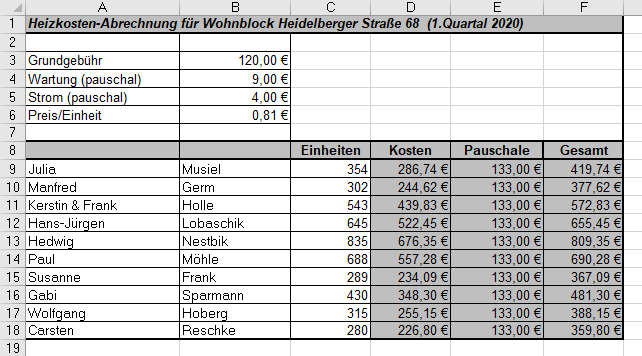 A B C D E F
1 Heizkosten-Abrechnung für Wohnblock Heidelberger Straße 68 (1.Quartal 2020)
2
3 Grundgebühr 120,00 €
4 Wartung (pauschal) 9,00 €
5 Strom (pauschal) 4,00 €
6 Preis/Einheit 0,81 €
7
8 Einheiten Kosten Pauschale Gesamt
9 Julia Musiel 354 286,74 € 133,00 € 419,74 €
10 Manfred Germ 302 244,62 € 133,00 € 377,62 €
11 Kerstin & Frank Holle 543 439,83 € 133,00 € 572,83 €
12 Hans-Jürgen Lobaschik 645 522,45 € 133,00 € 655,45 €
13 Hedwig Nestbik 835 676,35 € 133,00 € 809,35 €
14 Paul Möhle 688 557,28 € 133,00 € 690,28 €
15 Susanne Frank 289 234,09 € 133,00 € 367,09 €
16 Gabi Sparmann 430 348,30 € 133,00 € 481,30 €
17 Wolfgang Hoberg 315 255,15 € 133,00 € 388,15 €
18 Carsten Reschke 280 226,80 € 133,00 € 359,80 €
19